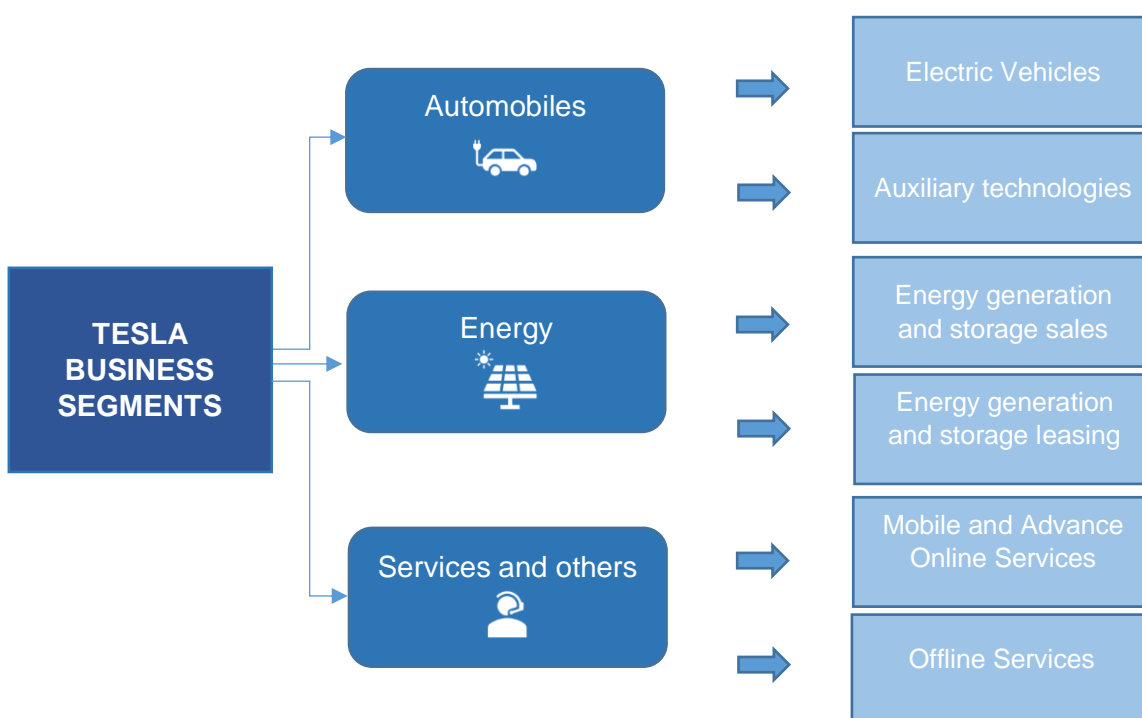 TESLA
BUSINESS
SEGMENTS
Automobiles
Electric Vehicles
Auxiliary technologies
Energy
Energy generation
and storage sales
Energy generation
and storage leasing
Services and others
Mobile and Advance
Online Services
Offline Services